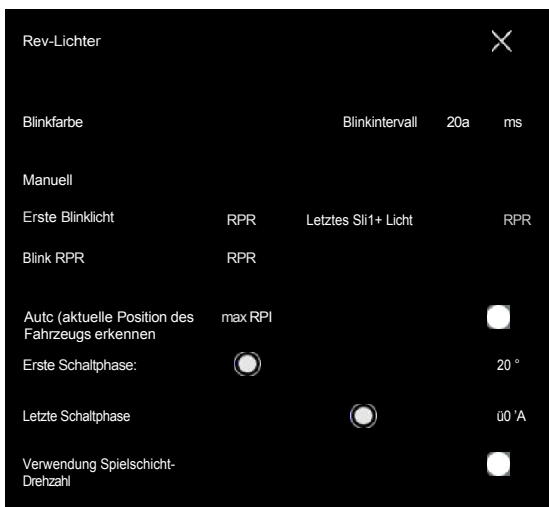 Rev-Lichter
Blinkfarbe Blinkintervall 20a ms
Manuell
Erste Blinklicht RPR Letztes Sli1+ Licht RPR
Blink RPR RPR
Autc (aktuelle Position des max RPI
Fahrzeugs erkennen
Erste Schaltphase: 20 °
Letzte Schaltphase ü0 'A
Verwendung Spielschicht-
Drehzahl